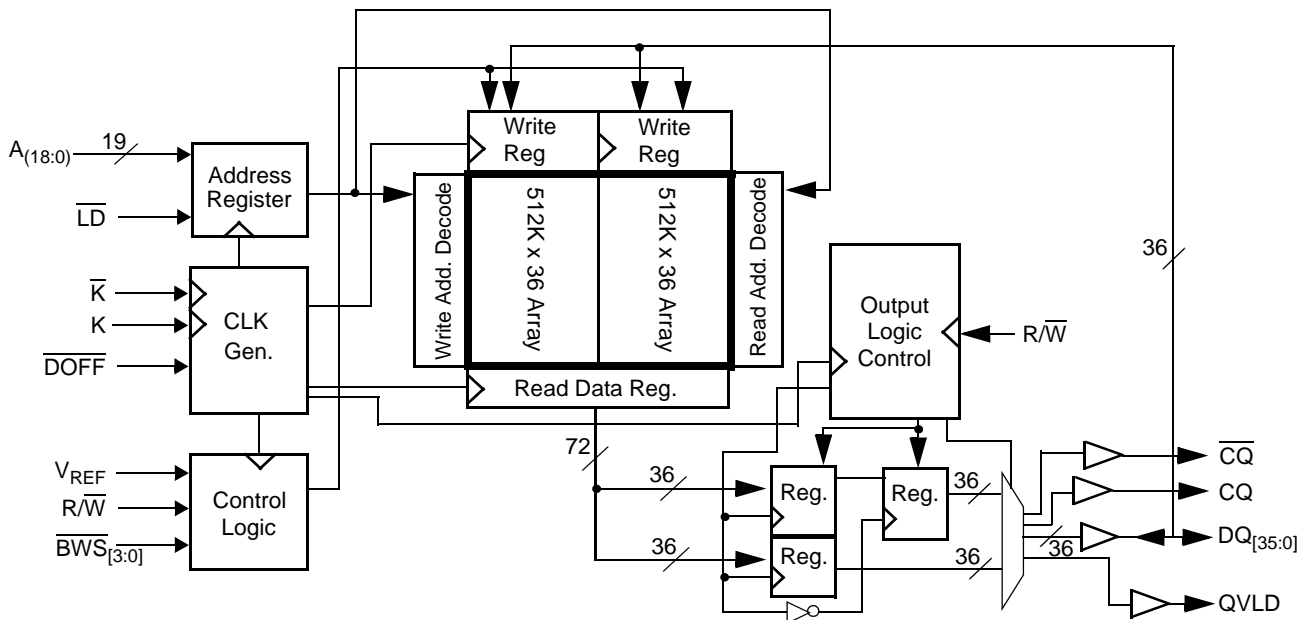 A(18:0)
19
LD
Address
Register
K
K
DOFF
CLK
Gen.
VREF
R/W
BWS[3:0]
Control
Logic
Write
Reg
Write
Reg
Write Add. Decode
512K x 36 Array
512K x 36 Array
Read Add. Decode
Read Data Reg.
72
36
36
Output
Logic
Control
R/W
36
Reg.
Reg.
Reg.
36
36
36
CQ
CQ
DQ[35:0]
QVLD